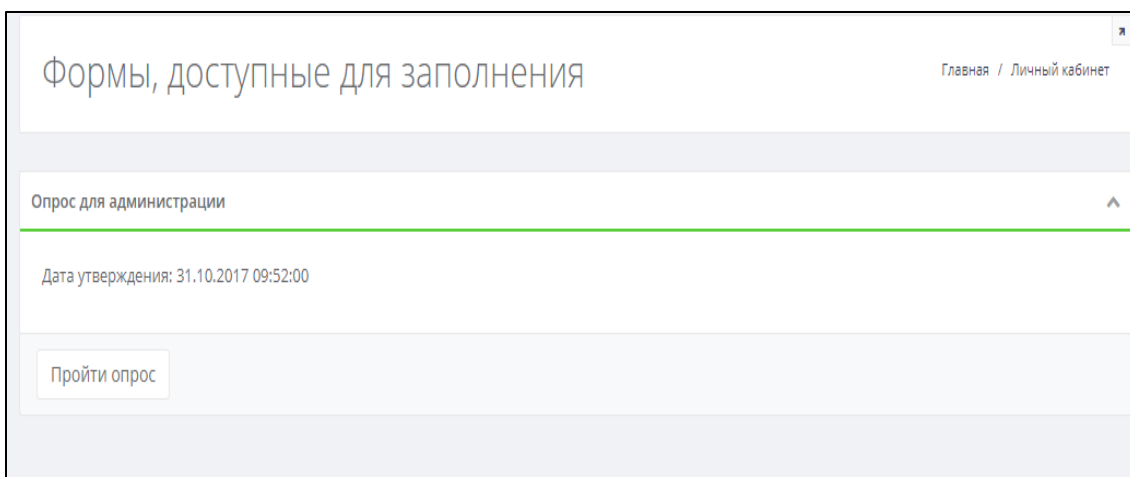 Формы, доступные для заполнения
Главная / Личный кабинет
Опрос для администрации
Дата утверждения: 31.10.2017 09:52:00
Пройти опрос